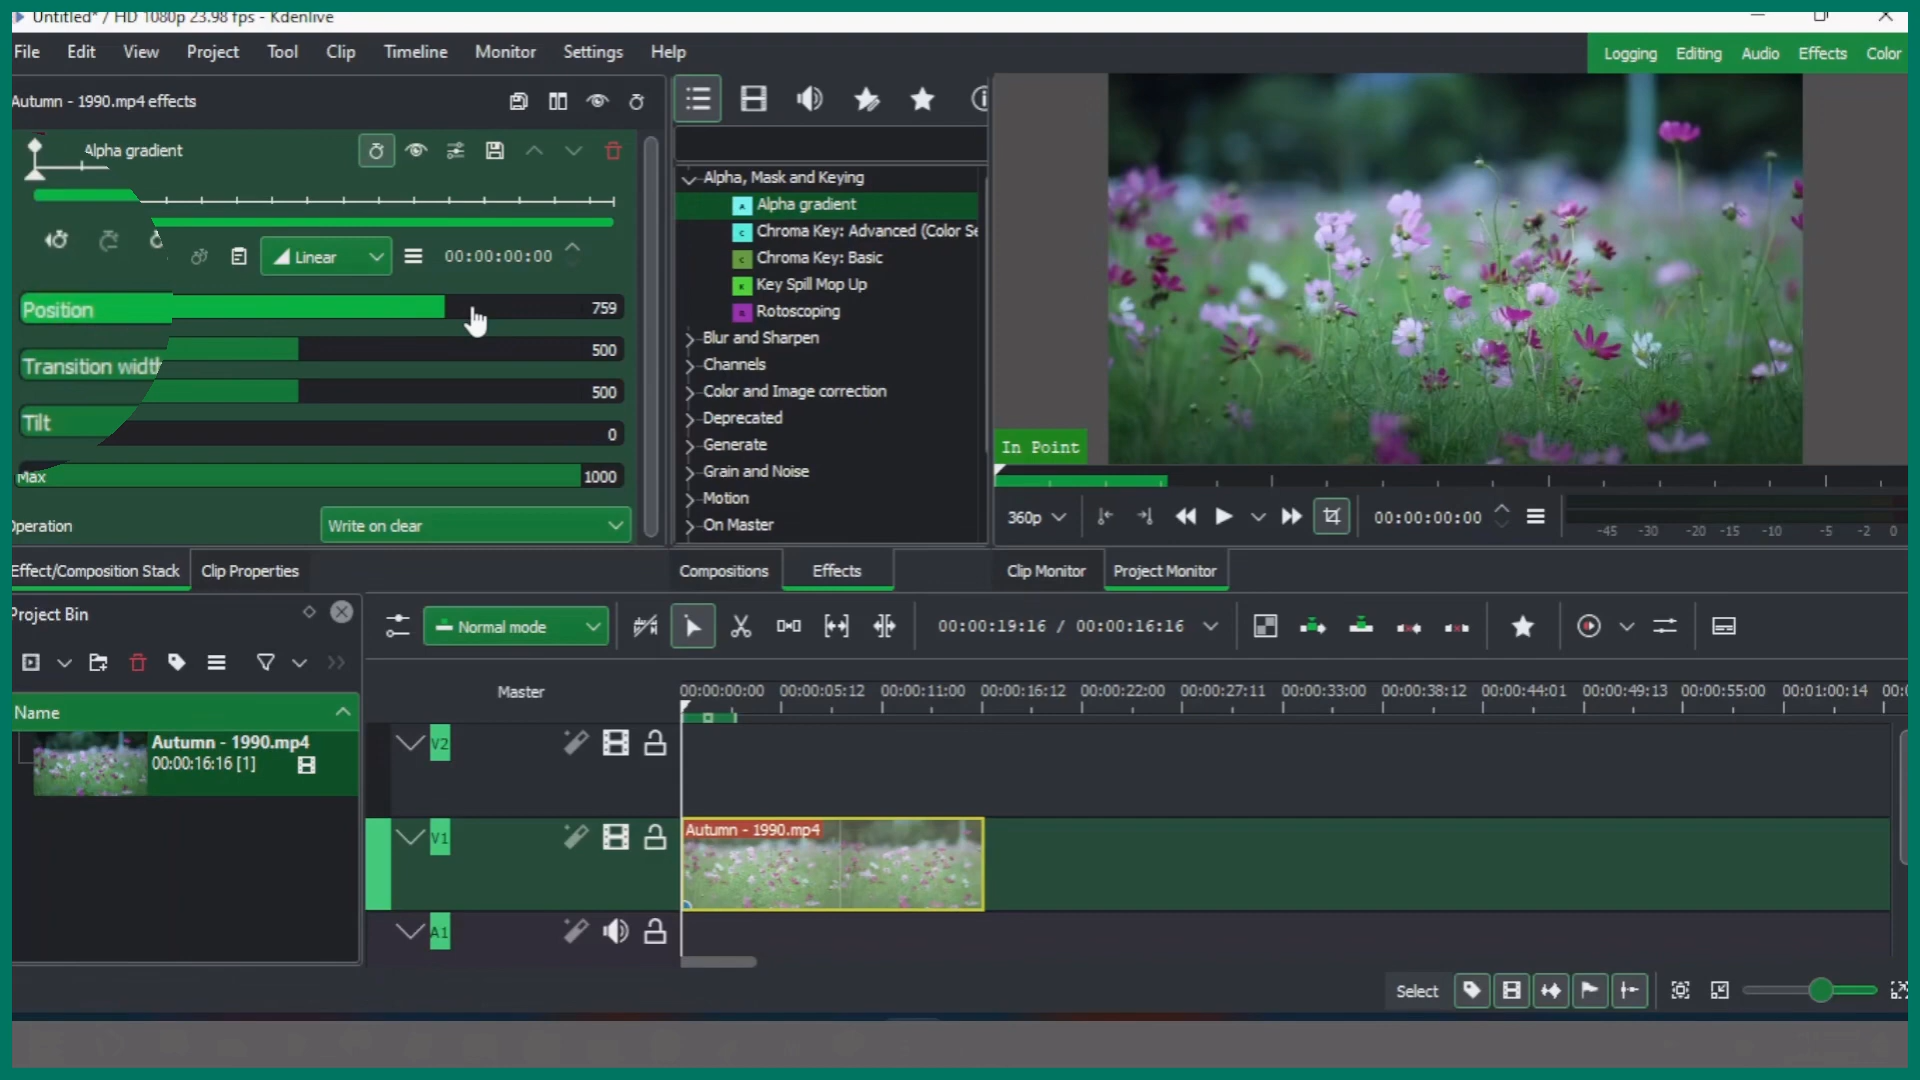 Untitled* / HD 1080p 23.98 fps - Kdenlive
File Edit View Project Tool Clip Timeline Monitor Settings Help
Logging Editing Audio Effects Color
Autumn - 1990.mp4 effects
Alpha gradient
Linear
00:00:00:00
Position
759
500
Transition width
500
Tilt
0
Max
1000
Operation
Write on clear
Effect/Composition Stack
Clip Properties
Alpha, Mask and Keying
Alpha gradient
Chroma Key: Advanced (Color Se
Chroma Key: Basic
Key Spill Mop Up
Rotoscoping
Blur and Sharpen
Channels
Color and Image correction
Deprecated
Generate
Grain and Noise
Motion
On Master
Compositions
Effects
In Point
360p
00:00:00:00
-45 -30 -20 -15 -10 -5 -2 0
Clip Monitor
Project Monitor
Project Bin
Name
Autumn - 1990.mp4
00:00:16:16 [1]
Normal mode
00:00:19:16 / 00:00:16:16
Master
00:00:00:00 00:00:05:12 00:00:11:00 00:00:16:12 00:00:22:00 00:00:27:11 00:00:33:00 00:00:38:12 00:00:44:01 00:00:49:13 00:00:55:00 00:01:00:14 00:0
V2
V1
Autumn - 1990.mp4
A1
Select